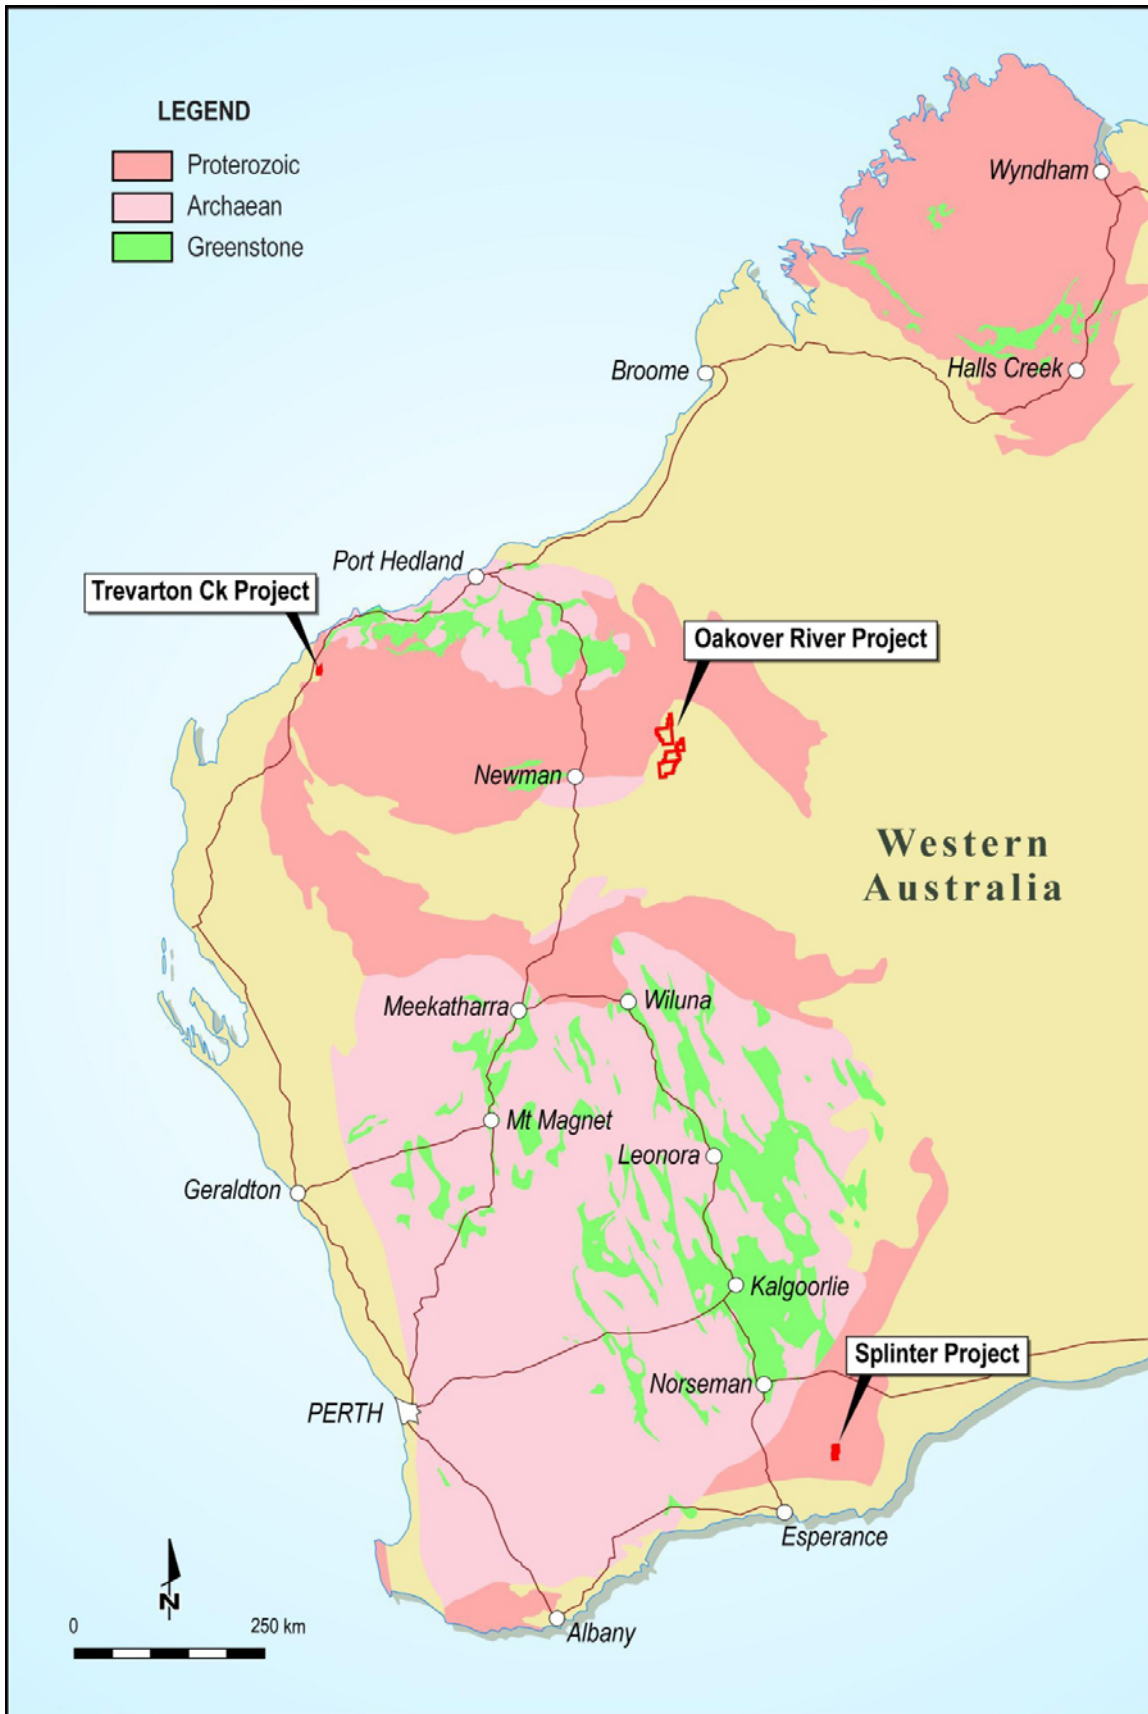 LEGEND
Proterozoic
Archaean
Greenstone
Wyndham
Broome
Halls Creek
Port Hedland
Trevarton Ck Project
Oakover River Project
Newman
Western
Australia
Meekatharra
Wiluna
Mt Magnet
Leonora
Geraldton
Kalgoorlie
Splinter Project
Norseman
PERTH
Esperance
N
0
250 km
Albany